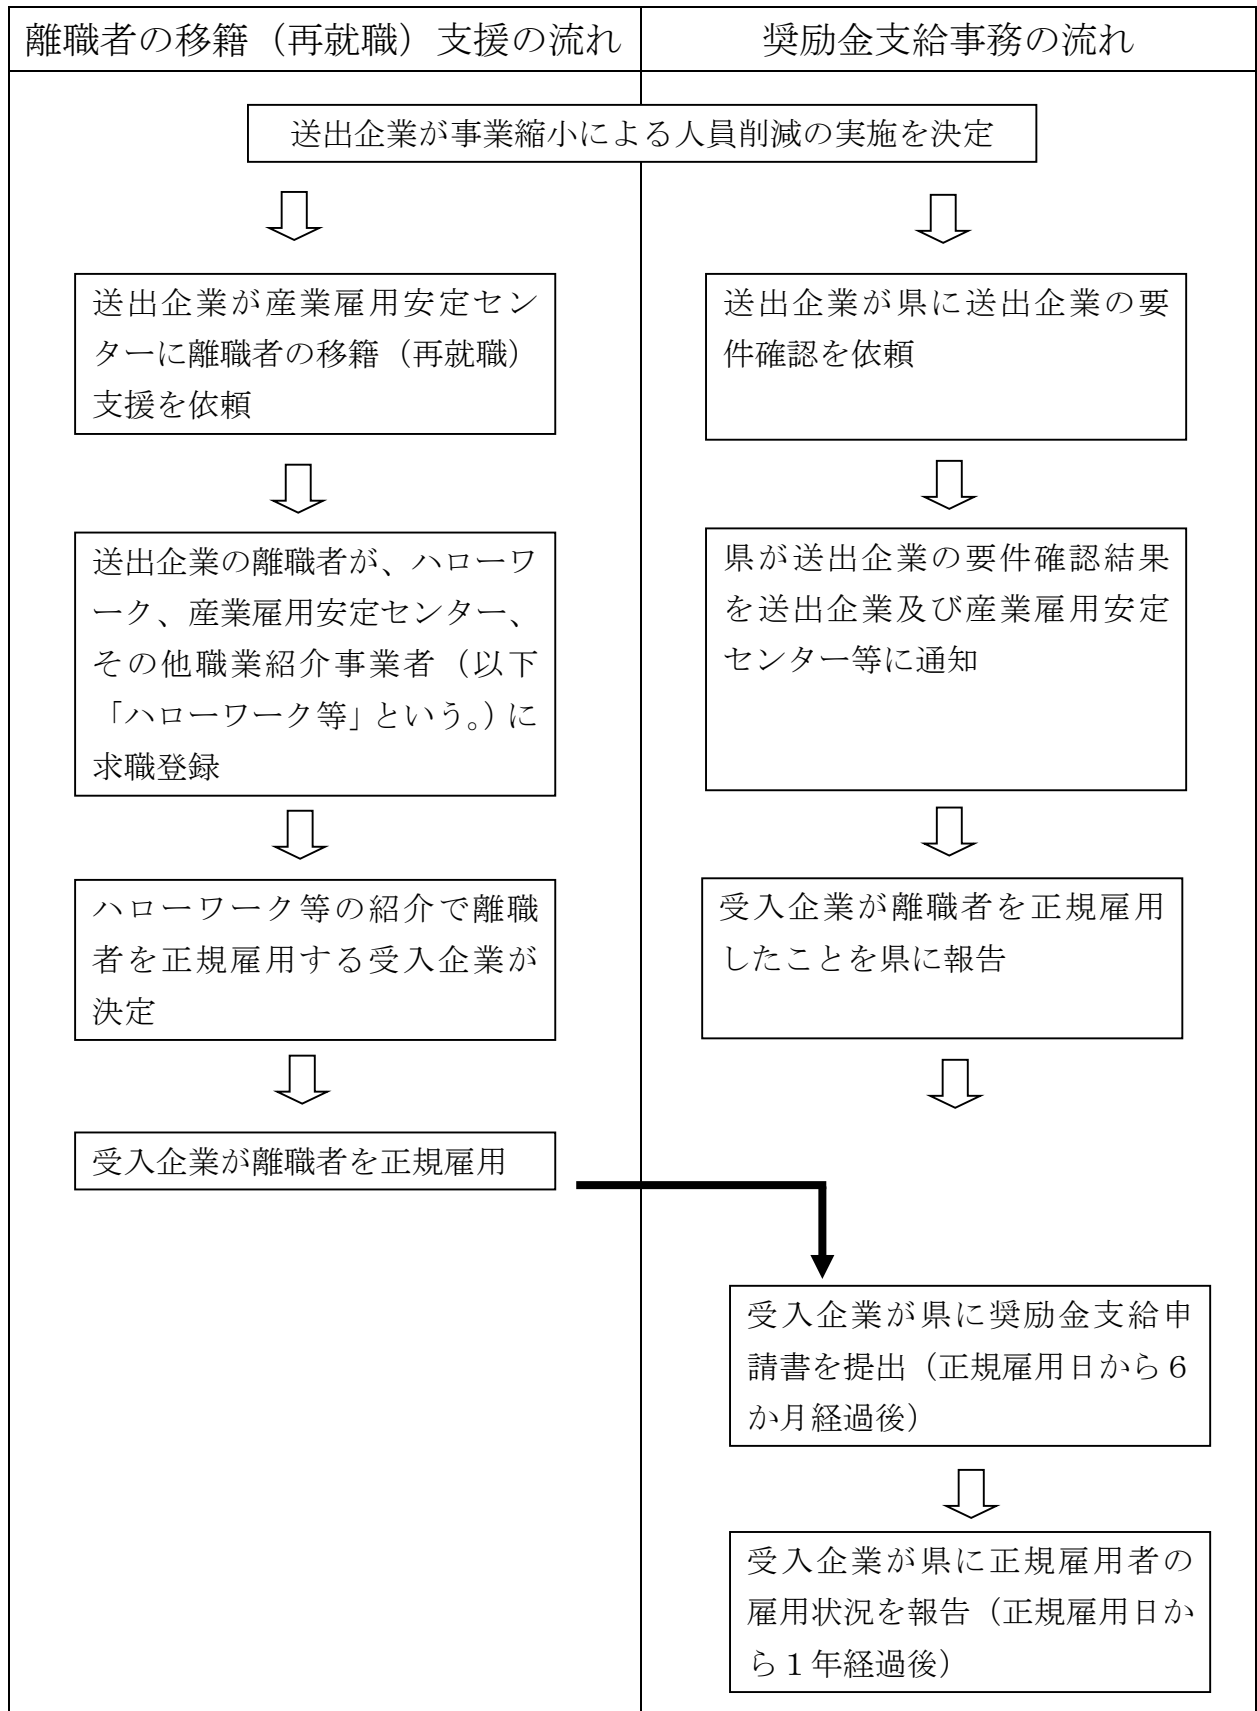 離職者の移籍（再就職）支援の流れ
奨励金支給事務の流れ
送出企業が事業縮小による人員削減の実施を決定
送出企業が産業雇用安定セン
ターに離職者の移籍（再就職）
支援を依頼
送出企業の離職者が、ハローワ
ーク、産業雇用安定センター、
その他職業紹介事業者（以下
「ハローワーク等」という。）に
求職登録
ハローワーク等の紹介で離職
者を正規雇用する受入企業が
決定
受入企業が離職者を正規雇用
送出企業が県に送出企業の要
件確認を依頼
県が送出企業の要件確認結果
を送出企業及び産業雇用安定
センター等に通知
受入企業が離職者を正規雇用
したことを県に報告
受入企業が県に奨励金支給申
請書を提出（正規雇用日から６
か月経過後）
受入企業が県に正規雇用者の
雇用状況を報告（正規雇用日か
ら１年経過後）